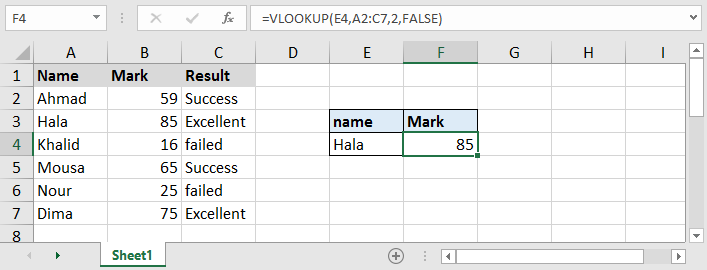 F4 =VLOOKUP(E4,A2:C7,2,FALSE)
A B C D E F G H I
1 Name Mark Result
2 Ahmad 59 Success
3 Hala 85 Excellent name Mark
4 Khalid 16 failed Hala 85
5 Mousa 65 Success
6 Nour 25 failed
7 Dima 75 Excellent
8
Sheet1